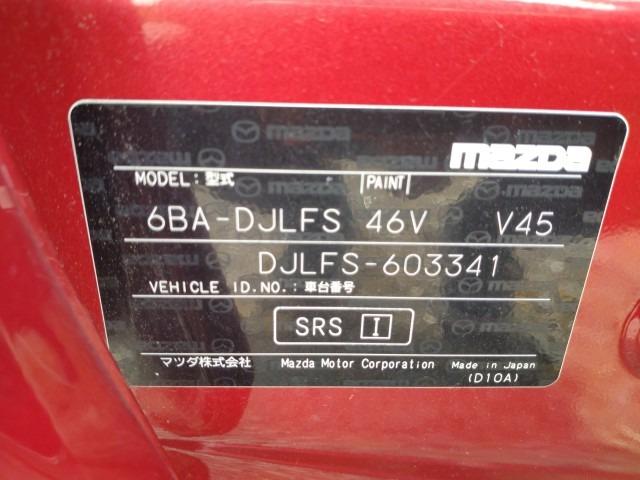 mazda
MODEL: 型式 PAINT
6BA-DJLFS 46V V45
DJLFS-603341
VEHICLE ID.NO.: 車台番号
SRS I
マツダ株式会社 Mazda Motor Corporation Made in Japan
(D10A)